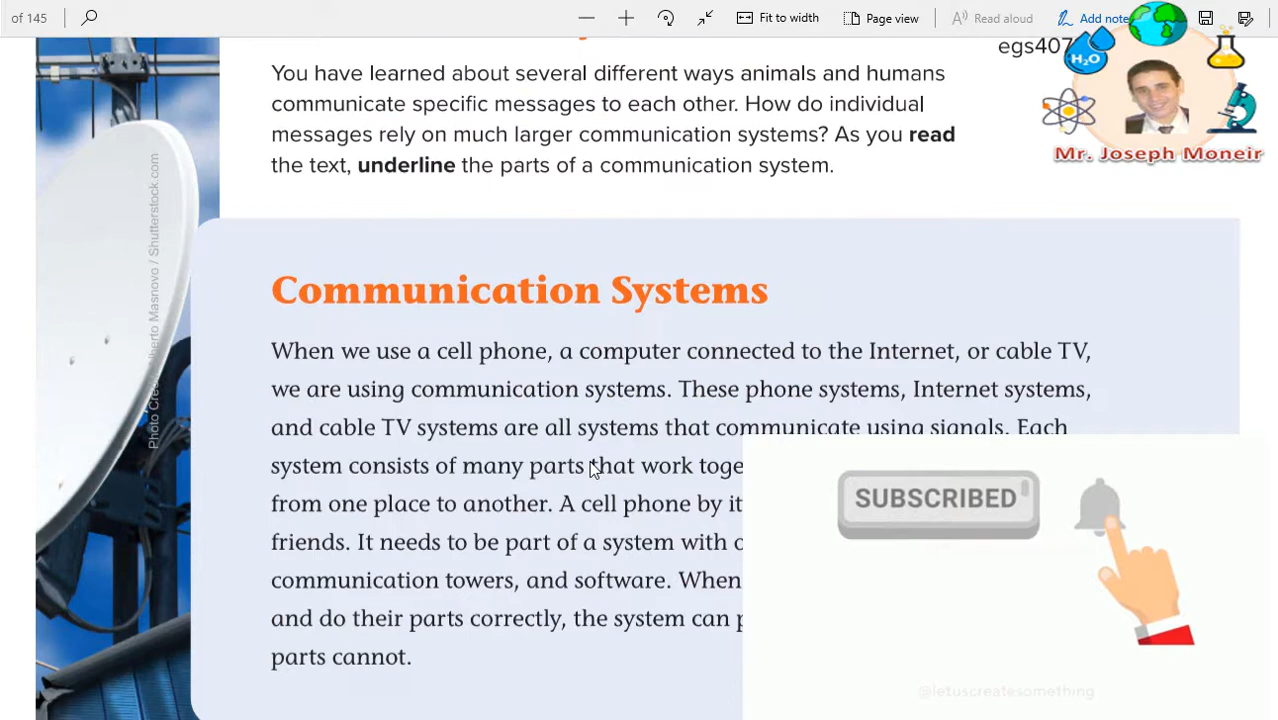 of 145
Fit to width
Page view
Read aloud
Add note
egs407
H₂O
Mr. Joseph Moneir
You have learned about several different ways animals and humans
communicate specific messages to each other. How do individual
messages rely on much larger communication systems? As you read
the text, underline the parts of a communication system.
Photo Credit: Masnovo / Shutterstock.com
Communication Systems
When we use a cell phone, a computer connected to the Internet, or cable TV,
we are using communication systems. These phone systems, Internet systems,
and cable TV systems are all systems that communicate using signals. Each
system consists of many parts that work toge
from one place to another. A cell phone by it
friends. It needs to be part of a system with o
communication towers, and software. When
and do their parts correctly, the system can p
parts cannot.
SUBSCRIBED
@letuscreatesomething